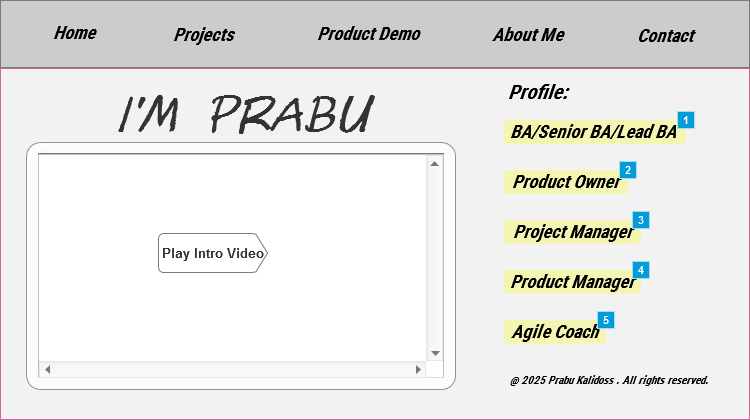 Home Projects Product Demo About Me Contact
I'M PRABU
Play Intro Video
Profile:
BA/Senior BA/Lead BA 1
Product Owner 2
Project Manager 3
Product Manager 4
Agile Coach 5
@ 2025 Prabu Kalidoss . All rights reserved.